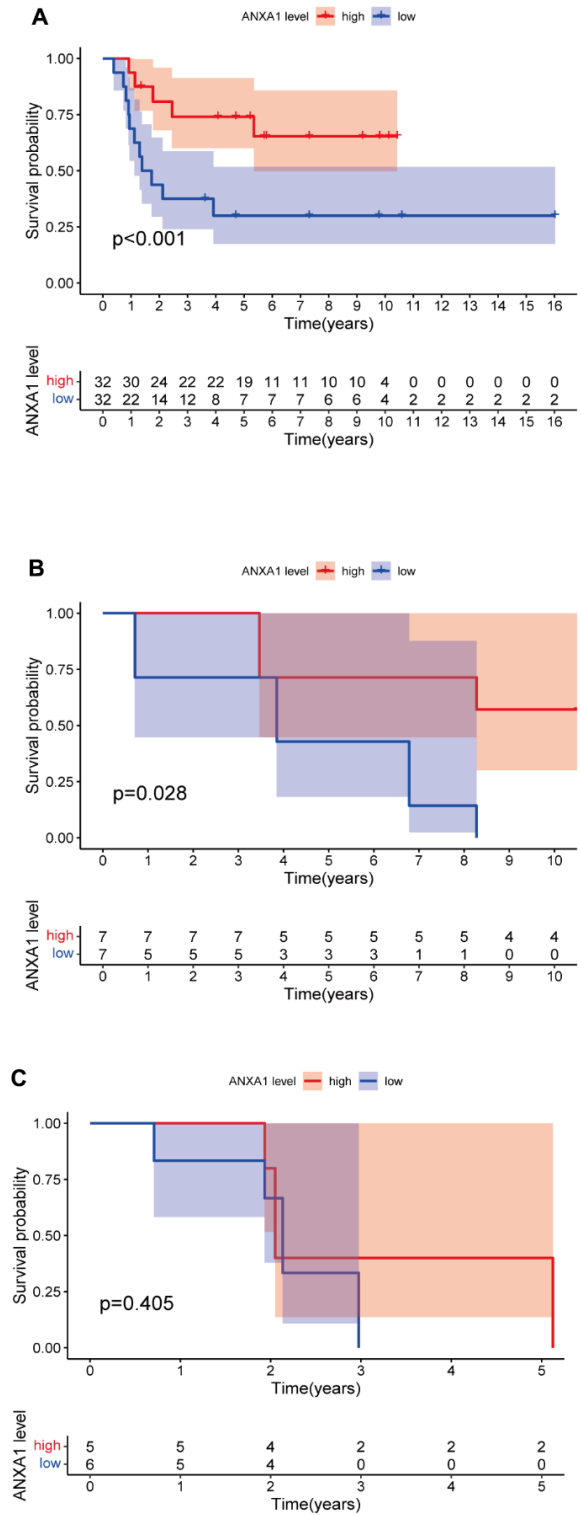 A
ANXA1 level high low
1.00
0.75
0.50
0.25
0.00
Survival probability
p<0.001
0 1 2 3 4 5 6 7 8 9 10 11 12 13 14 15 16
Time(years)
ANXA1 level
high 32 30 24 22 22 19 11 11 10 10 4 0 0 0 0 0 0
low 32 22 14 12 8 7 7 7 6 6 4 2 2 2 2 2 2
0 1 2 3 4 5 6 7 8 9 10 11 12 13 14 15 16
Time(years)
B
ANXA1 level high low
1.00
0.75
0.50
0.25
0.00
Survival probability
p=0.028
0 1 2 3 4 5 6 7 8 9 10
Time(years)
ANXA1 level
high 7 7 7 7 5 5 5 5 5 4 4
low 7 5 5 5 3 3 3 1 1 0 0
0 1 2 3 4 5 6 7 8 9 10
Time(years)
C
ANXA1 level high low
1.00
0.75
0.50
0.25
0.00
Survival probability
p=0.405
0 1 2 3 4 5
Time(years)
ANXA1 level
high 5 5 4 2 2 2
low 6 5 4 0 0 0
0 1 2 3 4 5
Time(years)